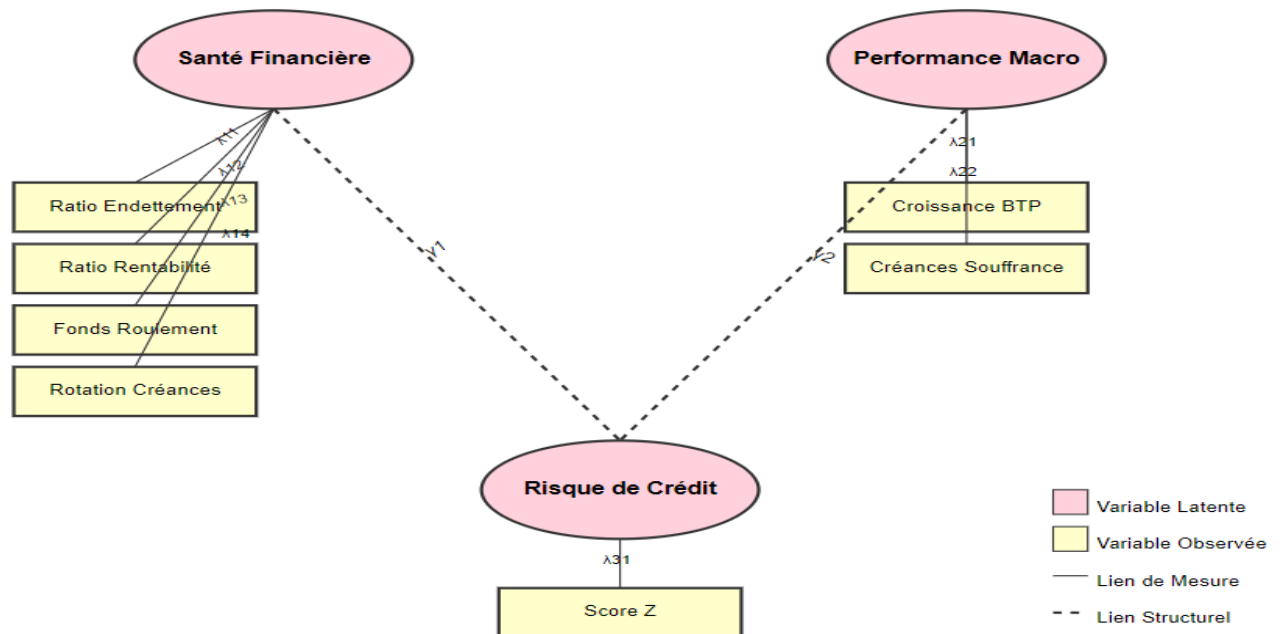 Santé Financière
Performance Macro
λ11
λ12
λ13
λ14
λ21
λ22
Ratio Endettement
Ratio Rentabilité
Fonds Roulement
Rotation Créances
Croissance BTP
Créances Souffrance
γ1
γ2
Risque de Crédit
λ31
Score Z
Variable Latente
Variable Observée
Lien de Mesure
Lien Structurel